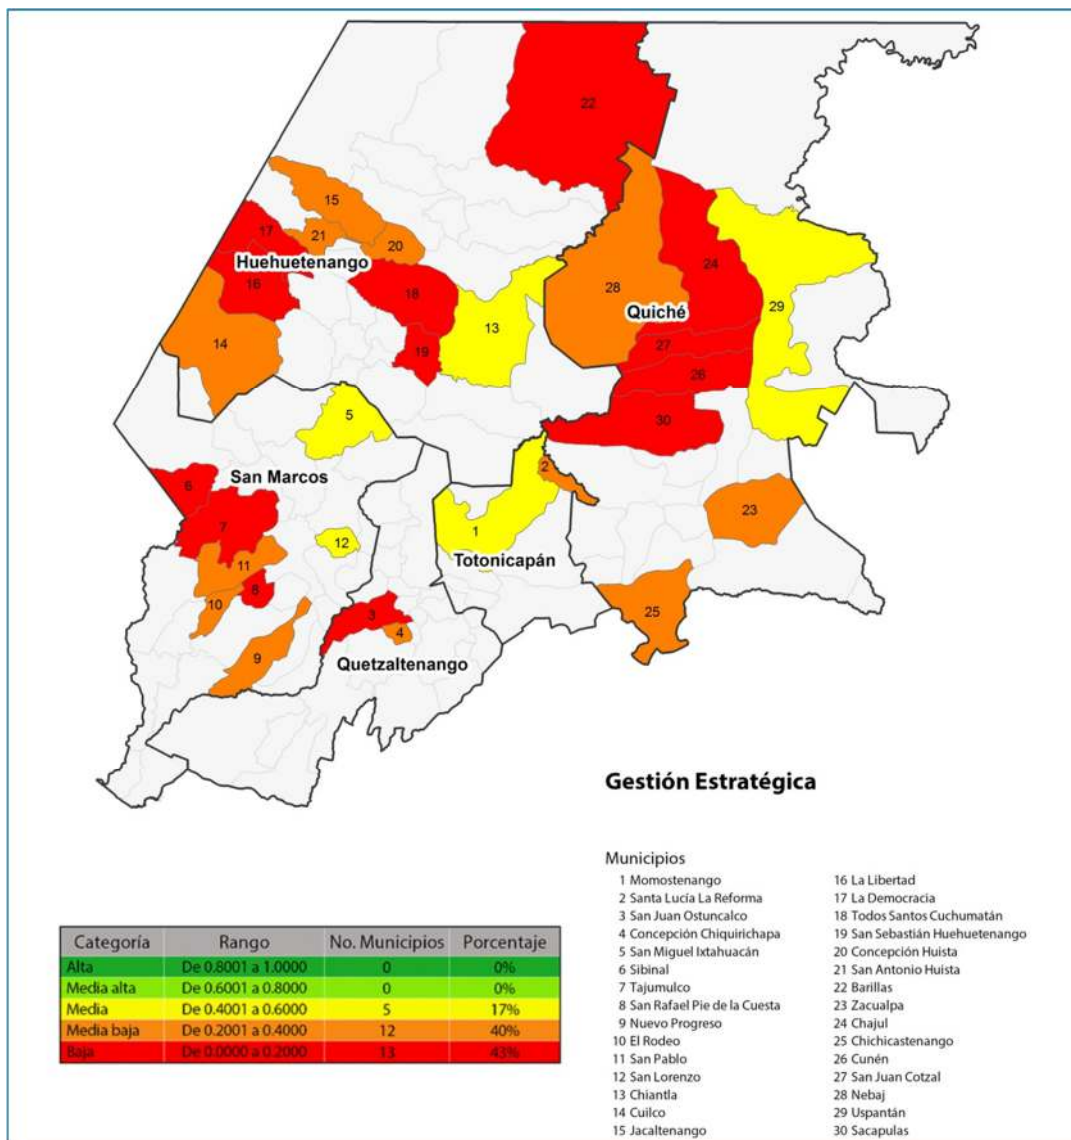 22
15
17
21
20
Huehuetenango
24
16
18
28
Quiché
29
13
14
27
19
26
5
30
San Marcos
2
6
23
7
1
12
Totonicapán
11
8
10
3
25
4
9
Quetzaltenango
Gestión Estratégica
Municipios
1 Momostenango
2 Santa Lucía La Reforma
3 San Juan Ostuncalco
4 Concepción Chiquirichapa
5 San Miguel Ixtahuacán
6 Sibinal
7 Tajumulco
8 San Rafael Pie de la Cuesta
9 Nuevo Progreso
10 El Rodeo
11 San Pablo
12 San Lorenzo
13 Chiantla
14 Cuilco
15 Jacaltenango
16 La Libertad
17 La Democracia
18 Todos Santos Cuchumatán
19 San Sebastián Huehuetenango
20 Concepción Huista
21 San Antonio Huista
22 Barillas
23 Zacualpa
24 Chajul
25 Chichicastenango
26 Cunén
27 San Juan Cotzal
28 Nebaj
29 Uspantán
30 Sacapulas
Categoría Rango No. Municipios Porcentaje
Alta De 0.8001 a 1.0000 0 0%
Media alta De 0.6001 a 0.8000 0 0%
Media De 0.4001 a 0.6000 5 17%
Media baja De 0.2001 a 0.4000 12 40%
Baja De 0.0000 a 0.2000 13 43%